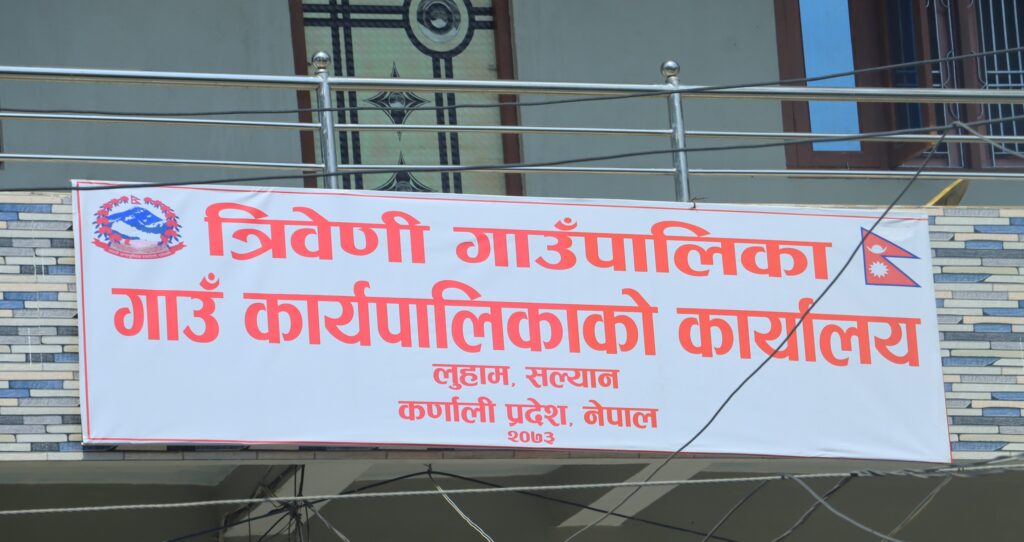 त्रिवेणी गाउँपालिका
गाउँ कार्यपालिकाको कार्यालय
लुहाम, सल्यान
कर्णाली प्रदेश, नेपाल
२०७३